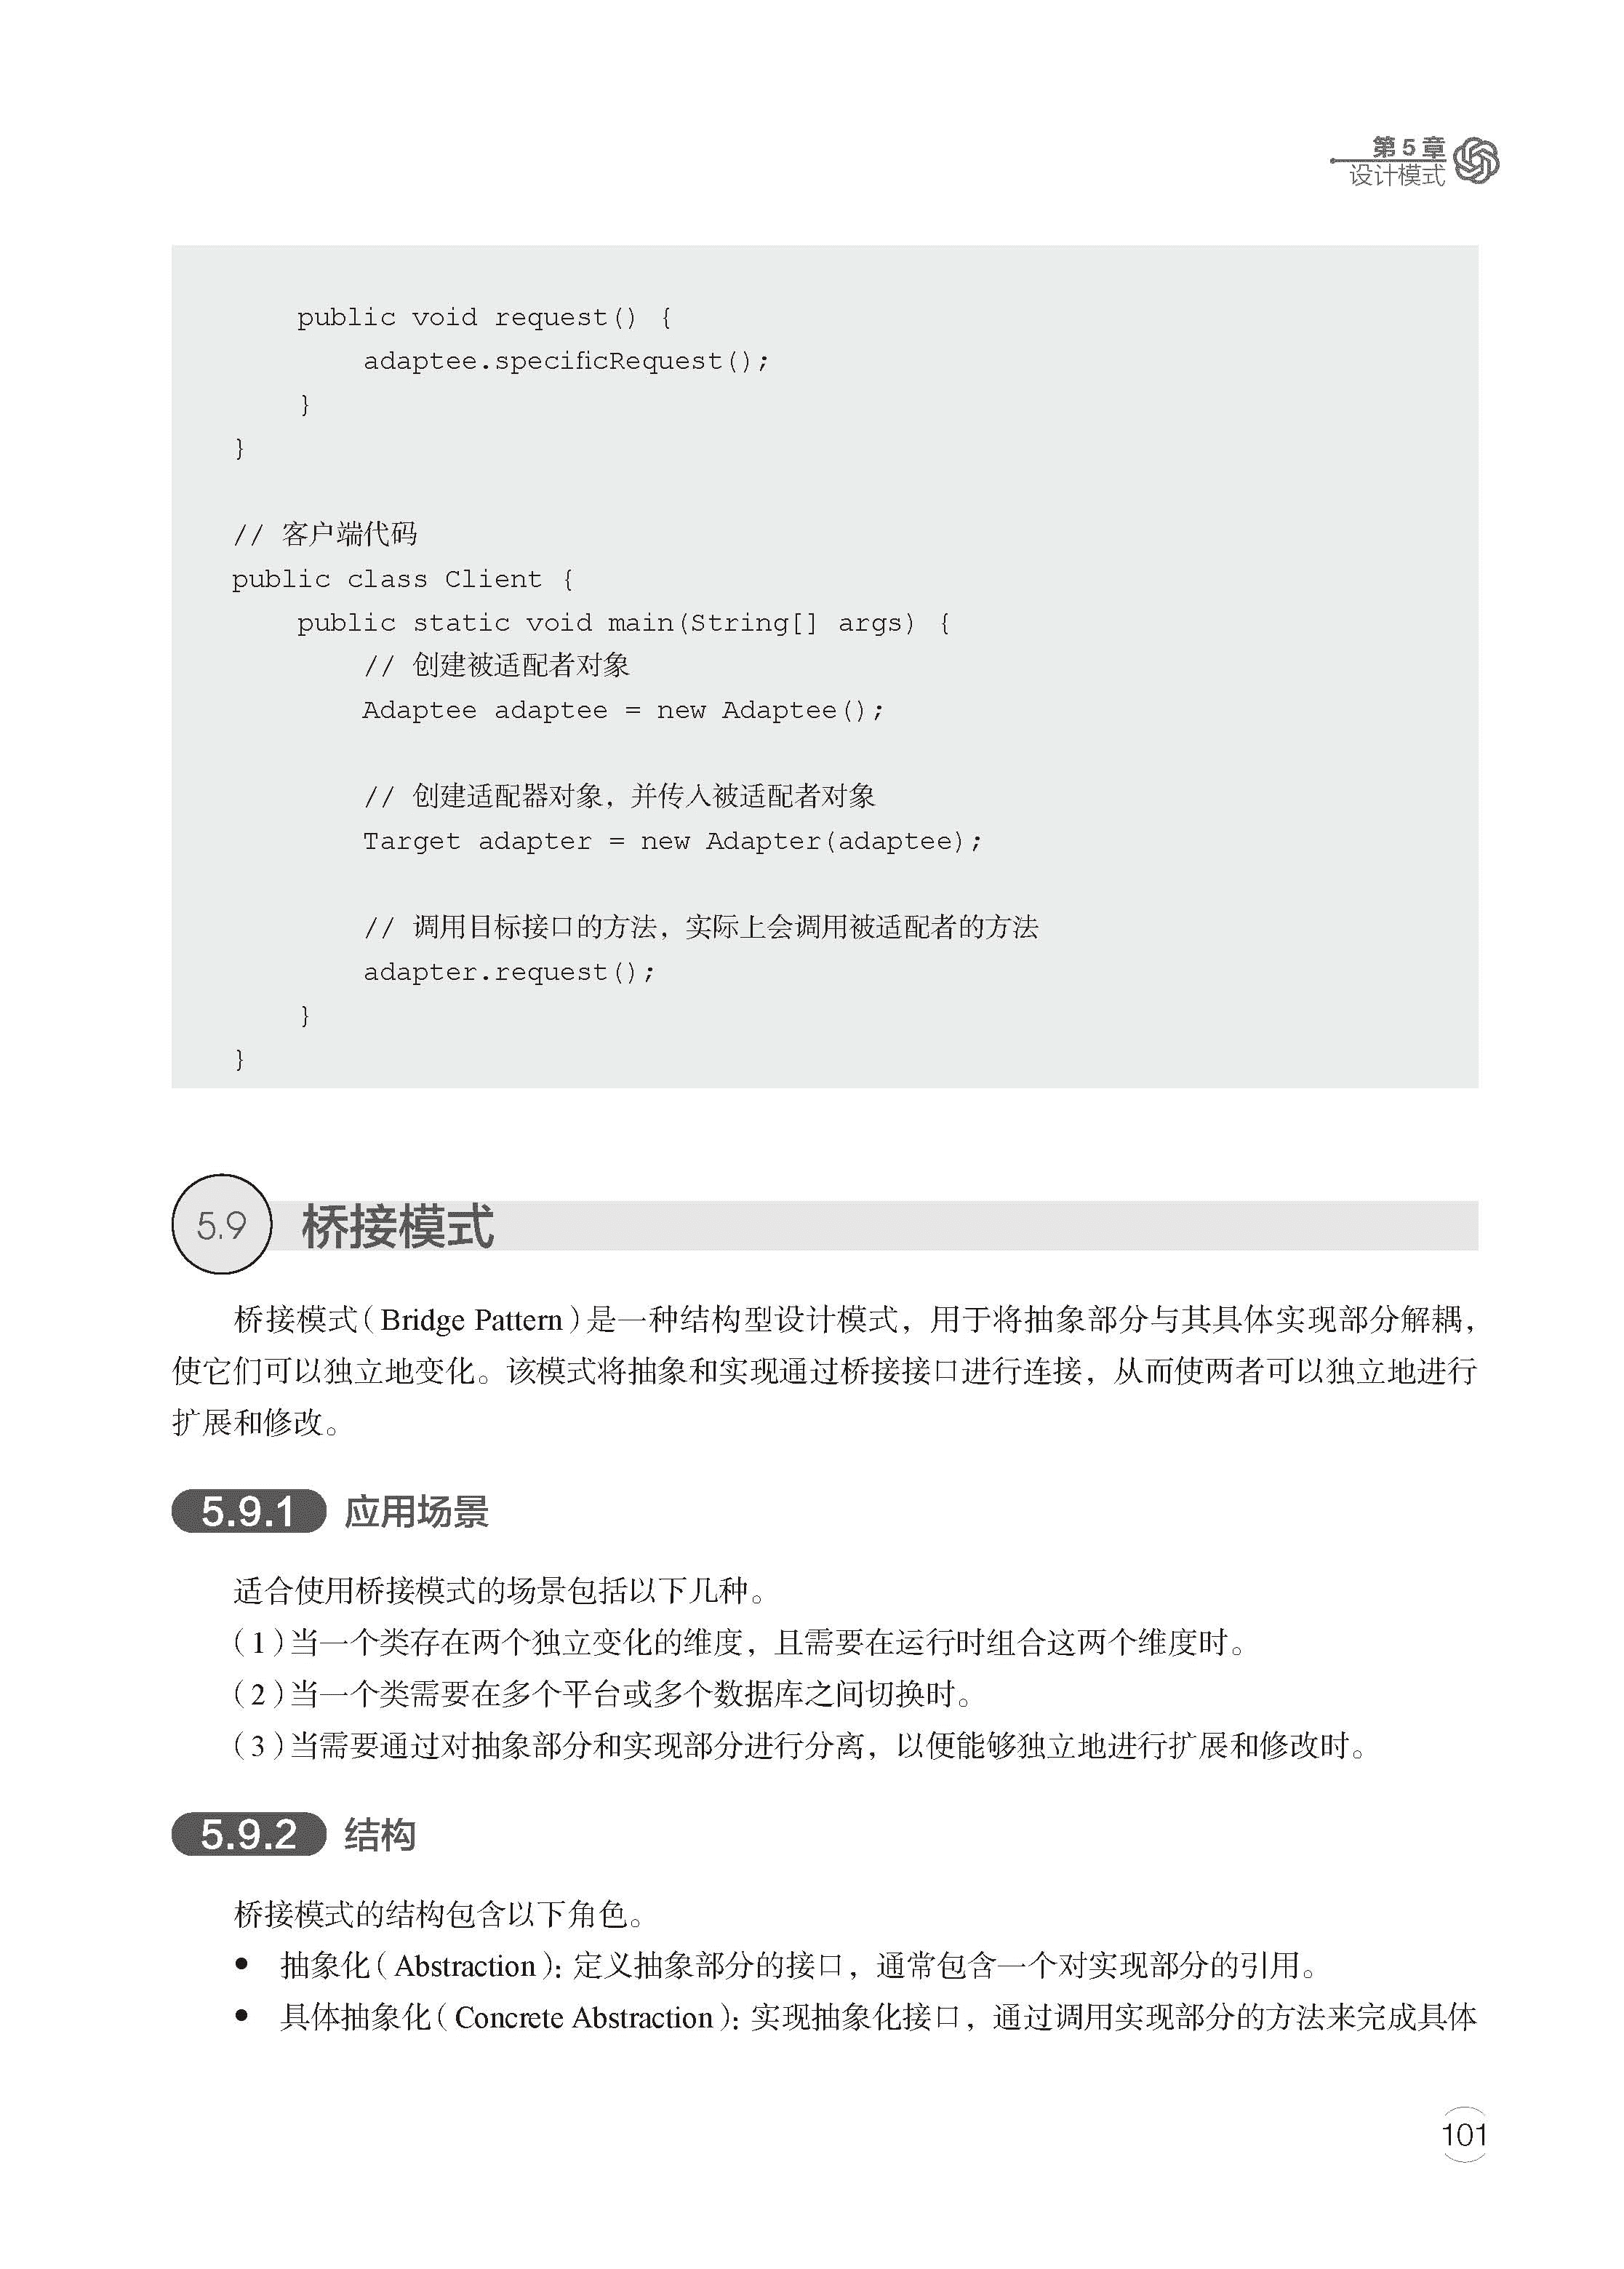 第 5 章
设计模式
public void request() {
adaptee.specificRequest();
}
}
// 客户端代码
public class Client {
public static void main(String[] args) {
// 创建被适配者对象
Adaptee adaptee = new Adaptee();
// 创建适配器对象，并传入被适配者对象
Target adapter = new Adapter(adaptee);
// 调用目标接口的方法，实际上会调用被适配者的方法
adapter.request();
}
}
5.9 桥接模式
桥接模式（Bridge Pattern）是一种结构型设计模式，用于将抽象部分与其具体实现部分解耦，
使它们可以独立地变化。该模式将抽象和实现通过桥接接口进行连接，从而使两者可以独立地进行
扩展和修改。
5.9.1 应用场景
适合使用桥接模式的场景包括以下几种。
（1）当一个类存在两个独立变化的维度，且需要在运行时组合这两个维度时。
（2）当一个类需要在多个平台或多个数据库之间切换时。
（3）当需要通过对抽象部分和实现部分进行分离，以便能够独立地进行扩展和修改时。
5.9.2 结构
桥接模式的结构包含以下角色。
● 抽象化（Abstraction）：定义抽象部分的接口，通常包含一个对实现部分的引用。
● 具体抽象化（Concrete Abstraction）：实现抽象化接口，通过调用实现部分的方法来完成具体
101